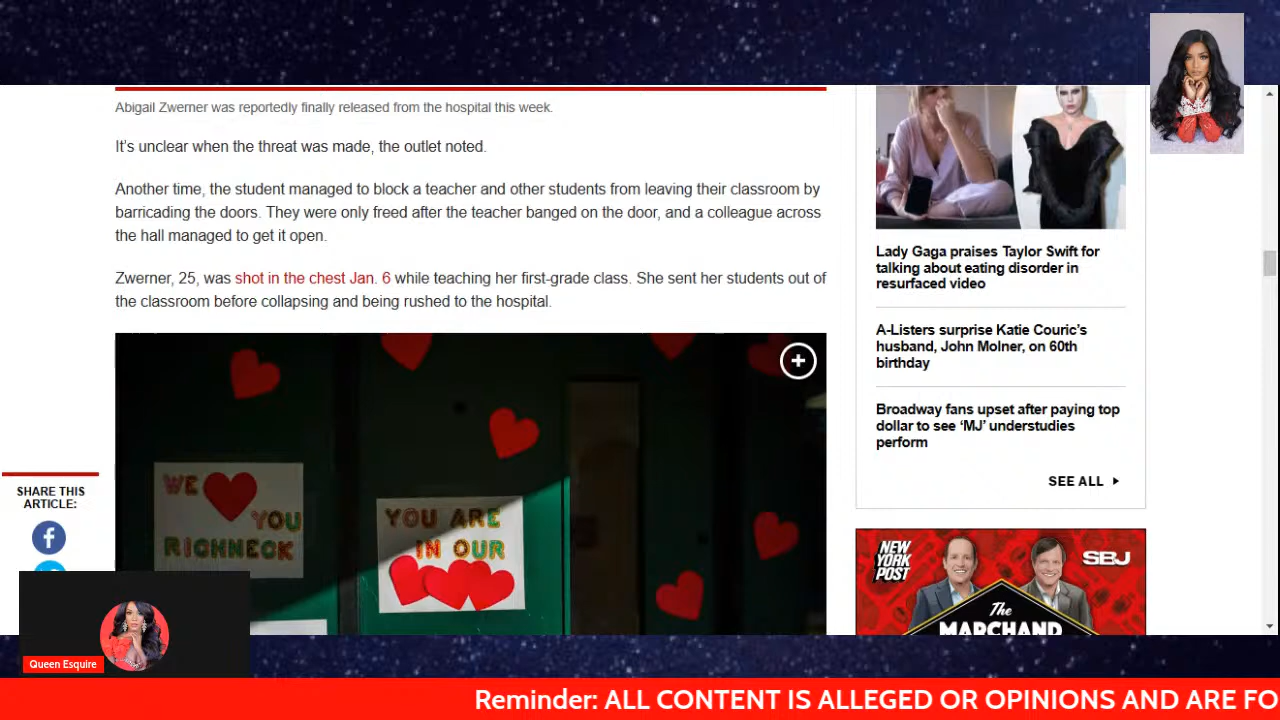 Abigail Zwerner was reportedly finally released from the hospital this week.
It's unclear when the threat was made, the outlet noted.
Another time, the student managed to block a teacher and other students from leaving their classroom by
barricading the doors. They were only freed after the teacher banged on the door, and a colleague across
the hall managed to get it open.
Zwerner, 25, was shot in the chest Jan. 6 while teaching her first-grade class. She sent her students out of
the classroom before collapsing and being rushed to the hospital.
WE
YOU
RICHNECK
YOU ARE
IN OUR
SHARE THIS
ARTICLE:
Lady Gaga praises Taylor Swift for
talking about eating disorder in
resurfaced video
A-Listers surprise Katie Couric's
husband, John Molner, on 60th
birthday
Broadway fans upset after paying top
dollar to see ‘MJ’ understudies
perform
SEE ALL
NEW
YORK
POST
SBJ
The
MARCHAND
Queen Esquire
Reminder: ALL CONTENT IS ALLEGED OR OPINIONS AND ARE FO